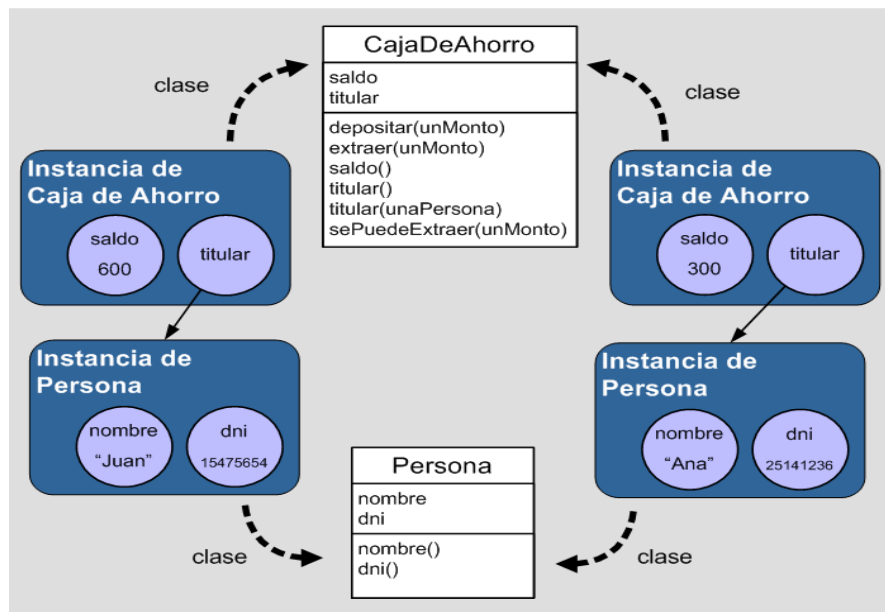 CajaDeAhorro
saldo
titular
depositar(unMonto)
extraer(unMonto)
saldo()
titular()
titular(unaPersona)
sePuedeExtraer(unMonto)
clase
clase
Instancia de
Caja de Ahorro
saldo
600
titular
Instancia de
Caja de Ahorro
saldo
300
titular
Instancia de
Persona
nombre
“Juan”
dni
15475654
Instancia de
Persona
nombre
“Ana”
dni
25141236
Persona
nombre
dni
nombre()
dni()
clase
clase